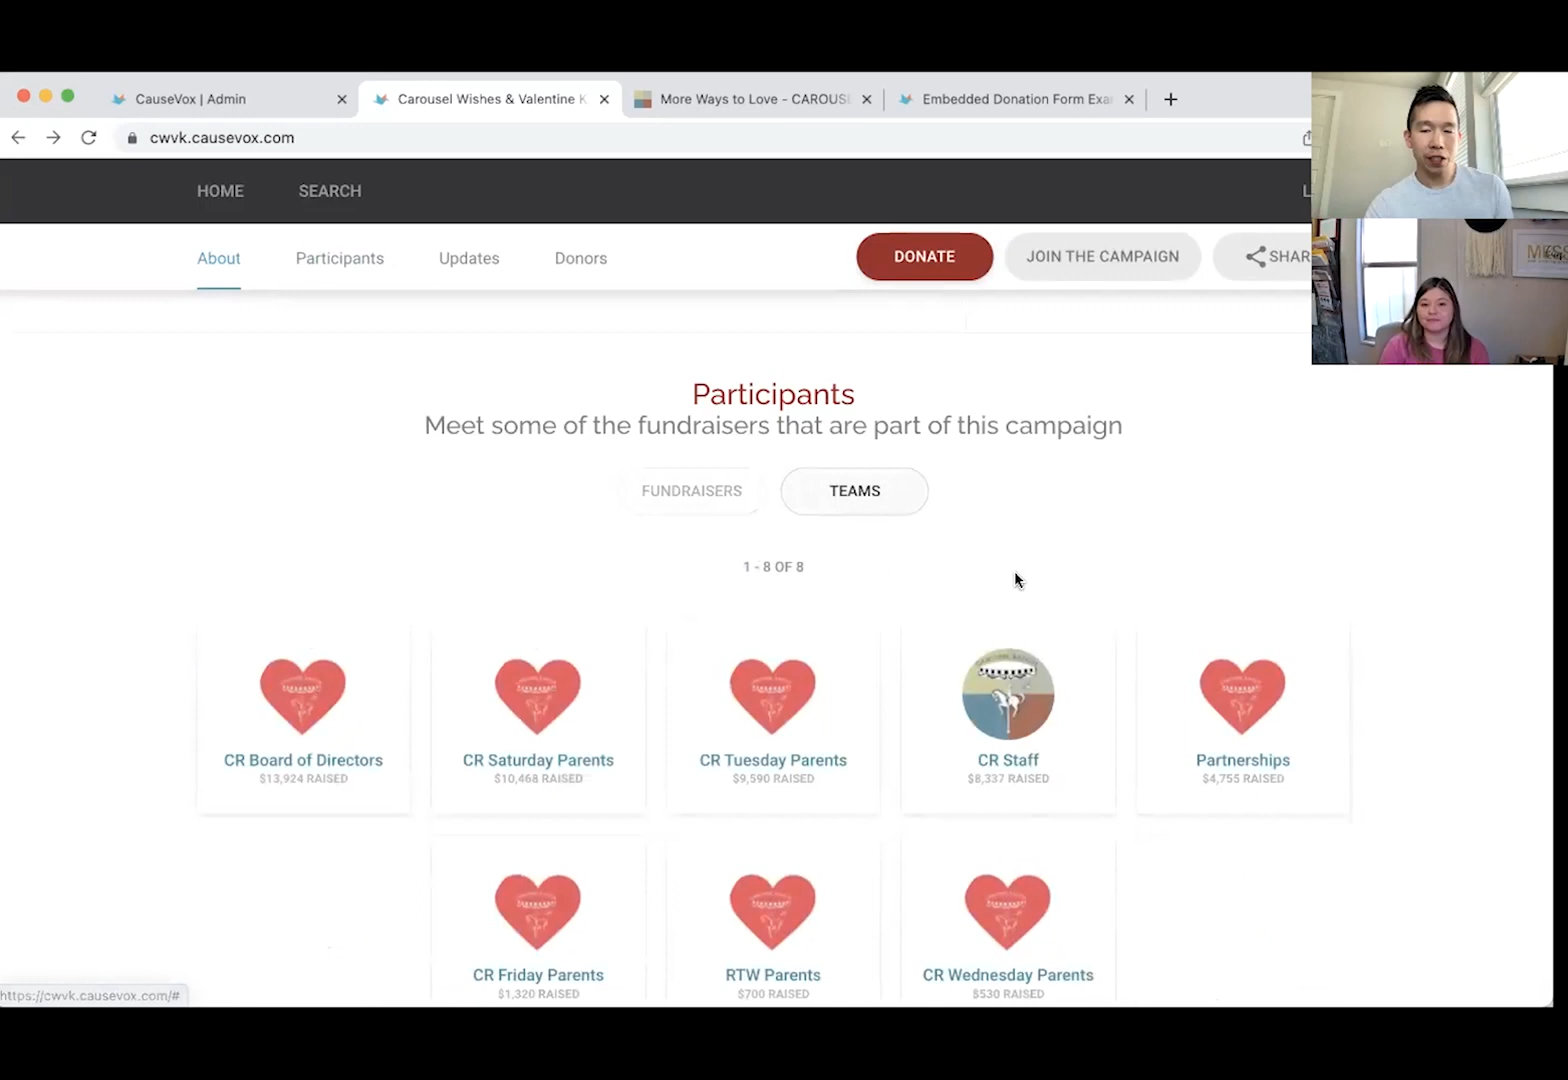 CauseVox | Admin
Carousel Wishes & Valentine K
More Ways to Love - CAROUS
Embedded Donation Form Exa
cwvk.causevox.com
HOME
SEARCH
L
About
Participants
Updates
Donors
DONATE
JOIN THE CAMPAIGN
SHAR
Participants
Meet some of the fundraisers that are part of this campaign
FUNDRAISERS
TEAMS
1 - 8 OF 8
CR Board of Directors
$13,924 RAISED
CR Saturday Parents
$10,468 RAISED
CR Tuesday Parents
$9,590 RAISED
CR Staff
$8,337 RAISED
Partnerships
$4,755 RAISED
CR Friday Parents
$1,320 RAISED
RTW Parents
$700 RAISED
CR Wednesday Parents
$530 RAISED
https://cwvk.causevox.com/#